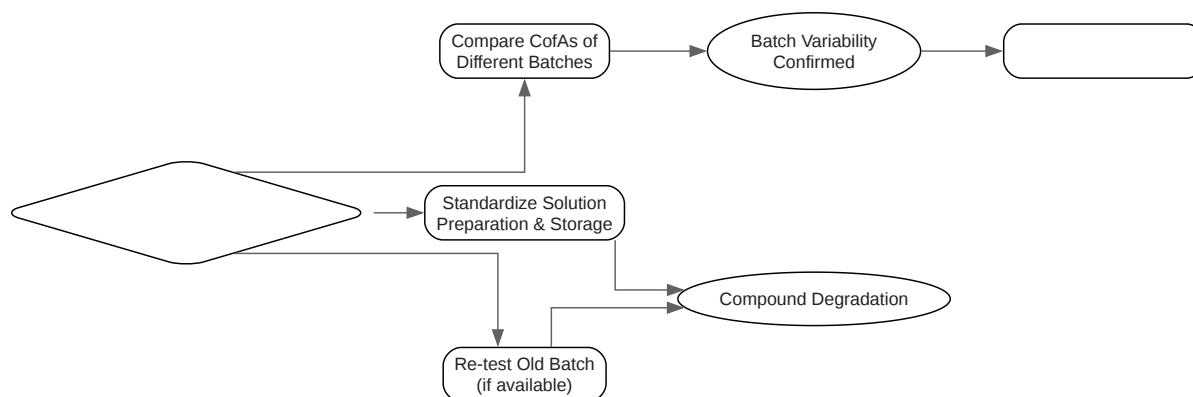 Compare CofAs of
Different Batches
Batch Variability
Confirmed
Standardize Solution
Preparation & Storage
Compound Degradation
Re-test Old Batch
(if available)